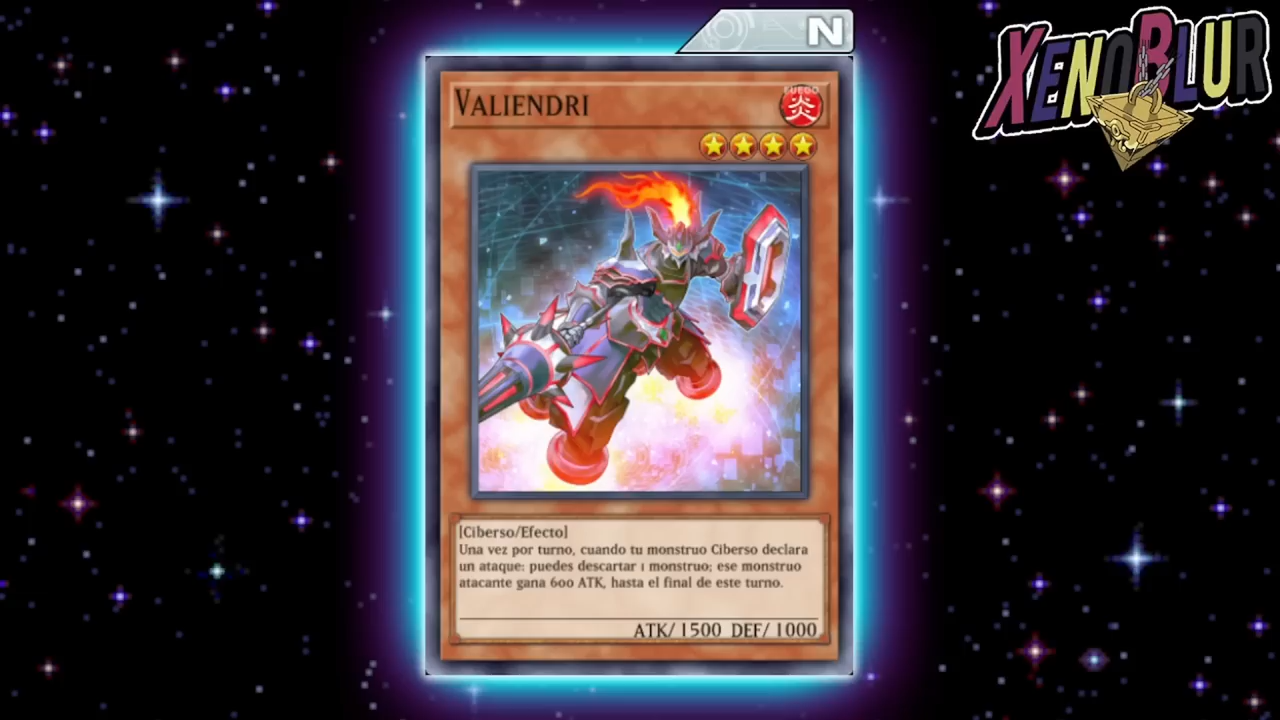 N
XENOBLUR
VALIENDRI
FUEGO
炎
[Ciberso/Efecto]
Una vez por turno, cuando tu monstruo Ciberso declara
un ataque: puedes descartar 1 monstruo; ese monstruo
atacante gana 600 ATK, hasta el final de este turno.
ATK/ 1500 DEF/ 1000